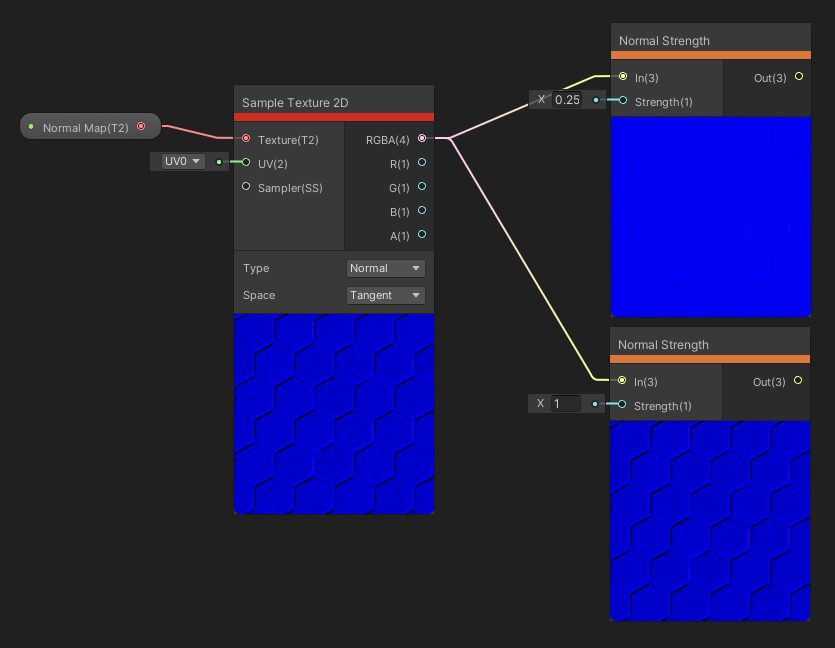 Normal Strength
In(3) Out(3)
X 0.25 Strength(1)
Sample Texture 2D
Normal Map(T2) Texture(T2) RGBA(4)
UV0 UV(2) R(1)
Sampler(SS) G(1)
B(1)
A(1)
Type Normal
Space Tangent
Normal Strength
In(3) Out(3)
X 1 Strength(1)